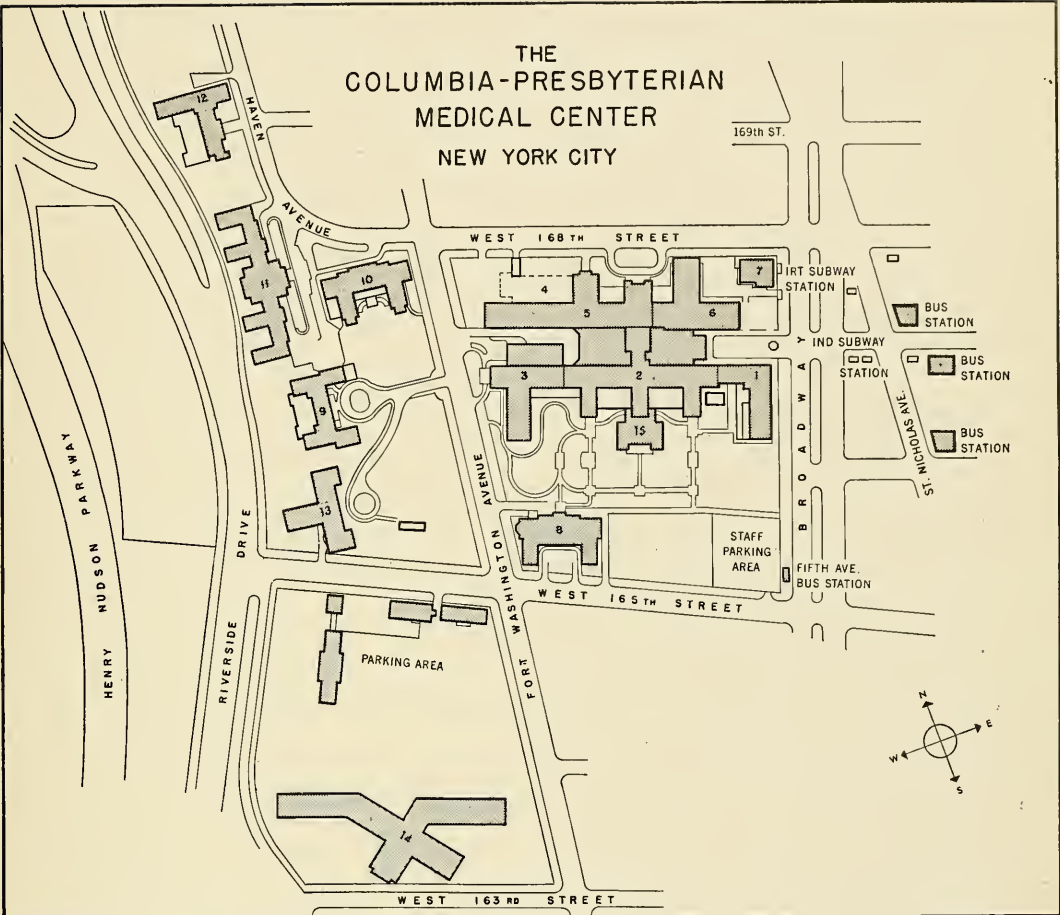 THE
COLUMBIA-PRESBYTERIAN
MEDICAL CENTER
NEW YORK CITY
169th ST.
12
HAVEN
AVENUE
WEST 168TH STREET
11
10
4
5
6
7
IRT SUBWAY
STATION
BUS
STATION
IND SUBWAY
STATION
BUS
STATION
BUS
STATION
ST. NICHOLAS AVE.
BROADWAY
3
2
1
15
9
13
8
HENRY HUDSON PARKWAY
RIVERSIDE DRIVE
FORT WASHINGTON AVENUE
STAFF
PARKING
AREA
FIFTH AVE.
BUS STATION
WEST 165TH STREET
PARKING AREA
N
E
W
S
14
WEST 163RD STREET